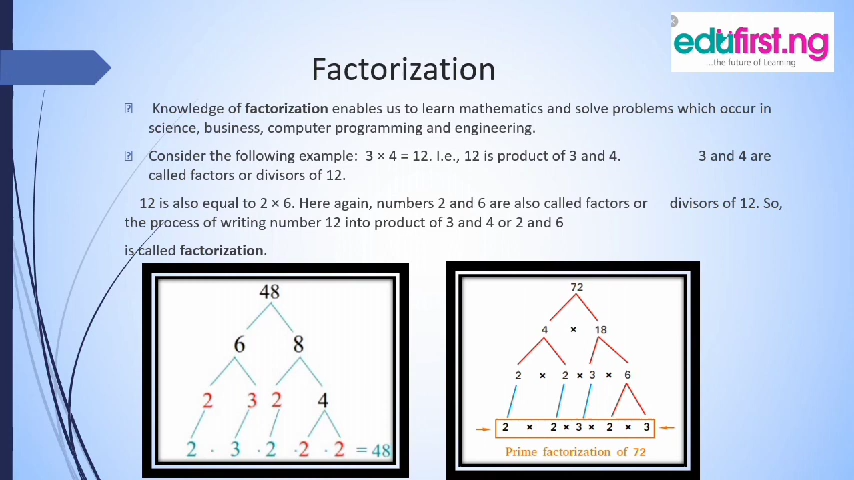 edufirst.ng
...the future of Learning
Factorization
Knowledge of factorization enables us to learn mathematics and solve problems which occur in
science, business, computer programming and engineering.
Consider the following example: 3 × 4 = 12. I.e., 12 is product of 3 and 4. 3 and 4 are
called factors or divisors of 12.
12 is also equal to 2 × 6. Here again, numbers 2 and 6 are also called factors or divisors of 12. So,
the process of writing number 12 into product of 3 and 4 or 2 and 6
is called factorization.
48
6 8
2 3 2 4
2 · 3 · 2 · 2 · 2 = 48
72
4 × 18
2 × 2 × 3 × 6
2 × 2 × 3 × 2 × 3
Prime factorization of 72